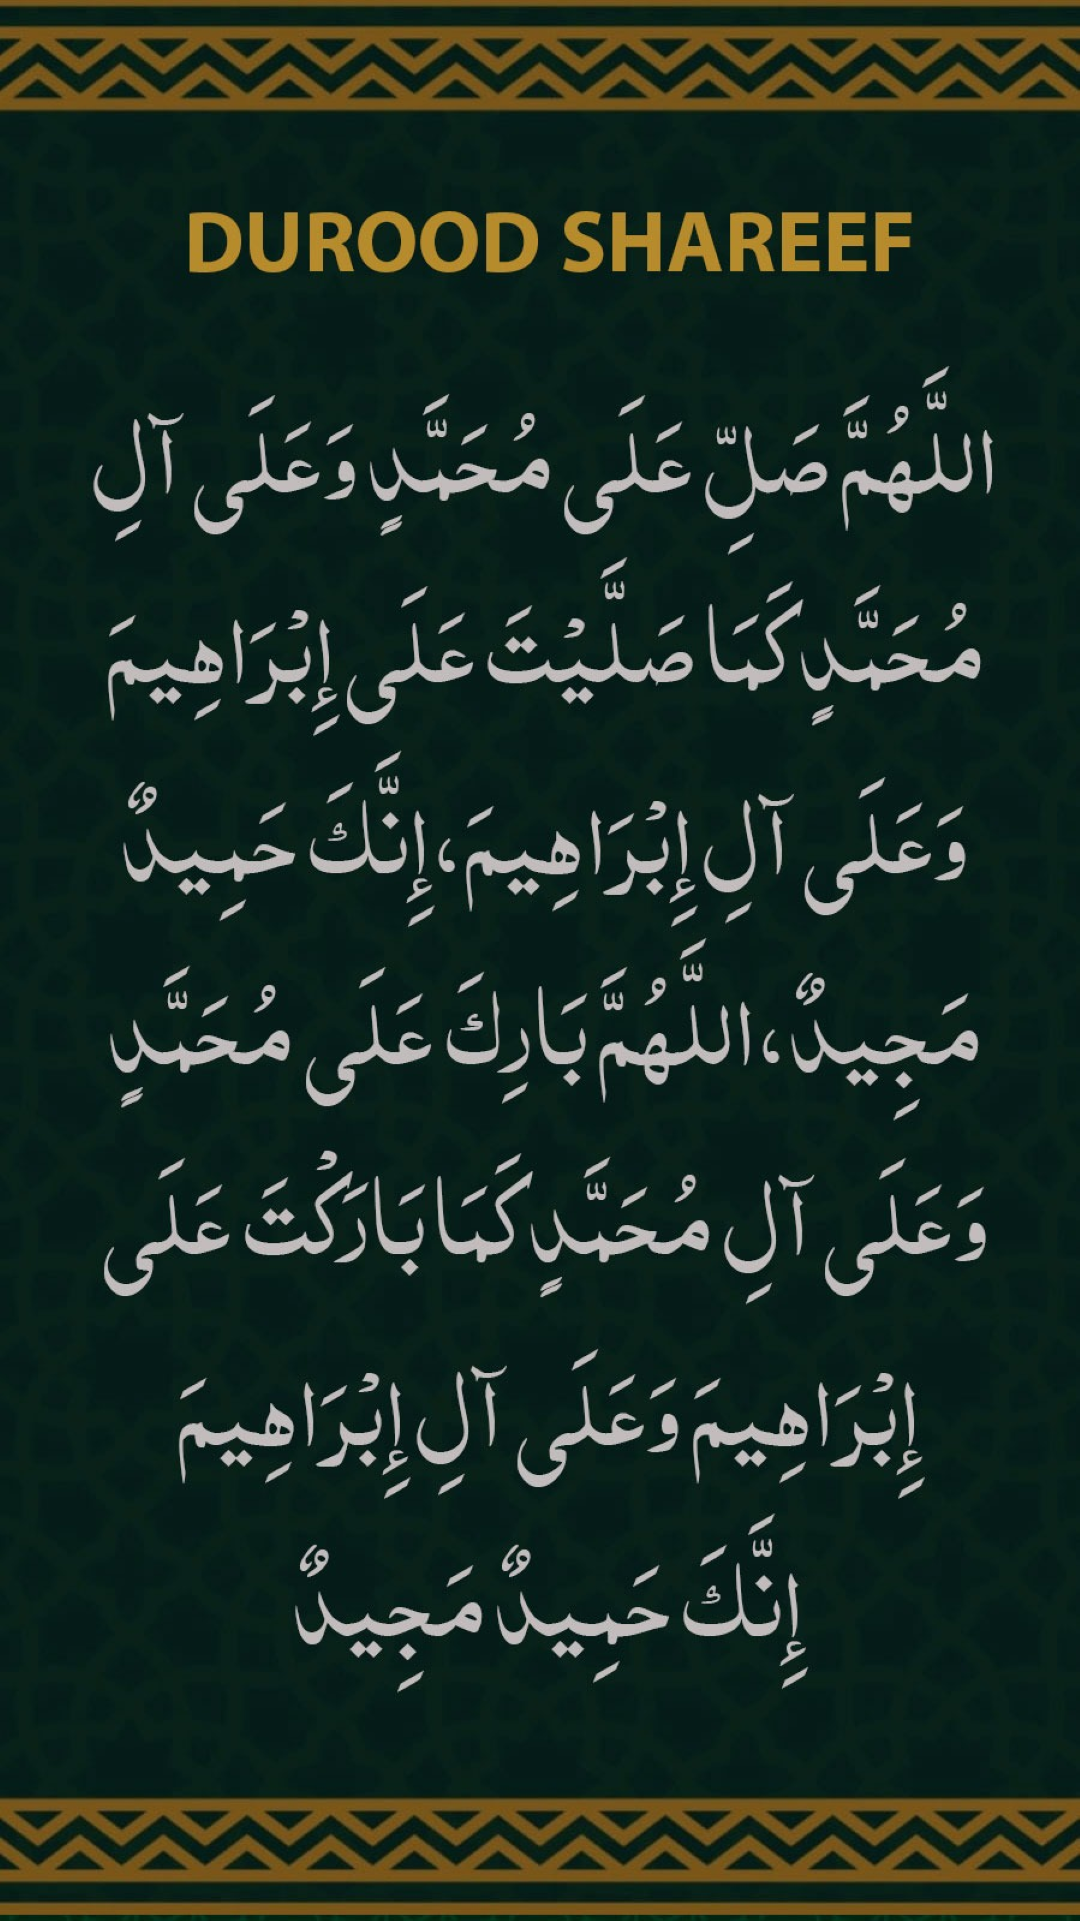 DUROOD SHAREEF
اللَّهُمَّ صَلِّ عَلَى مُحَمَّدٍ وَعَلَى آلِ
مُحَمَّدٍ كَمَا صَلَّيْتَ عَلَى إِبْرَاهِيمَ
وَعَلَى آلِ إِبْرَاهِيمَ، إِنَّكَ حَمِيدٌ
مَجِيدٌ، اللَّهُمَّ بَارِكَ عَلَى مُحَمَّدٍ
وَعَلَى آلِ مُحَمَّدٍ كَمَا بَارَكْتَ عَلَى
إِبْرَاهِيمَ وَعَلَى آلِ إِبْرَاهِيمَ
إِنَّكَ حَمِيدٌ مَجِيدٌ